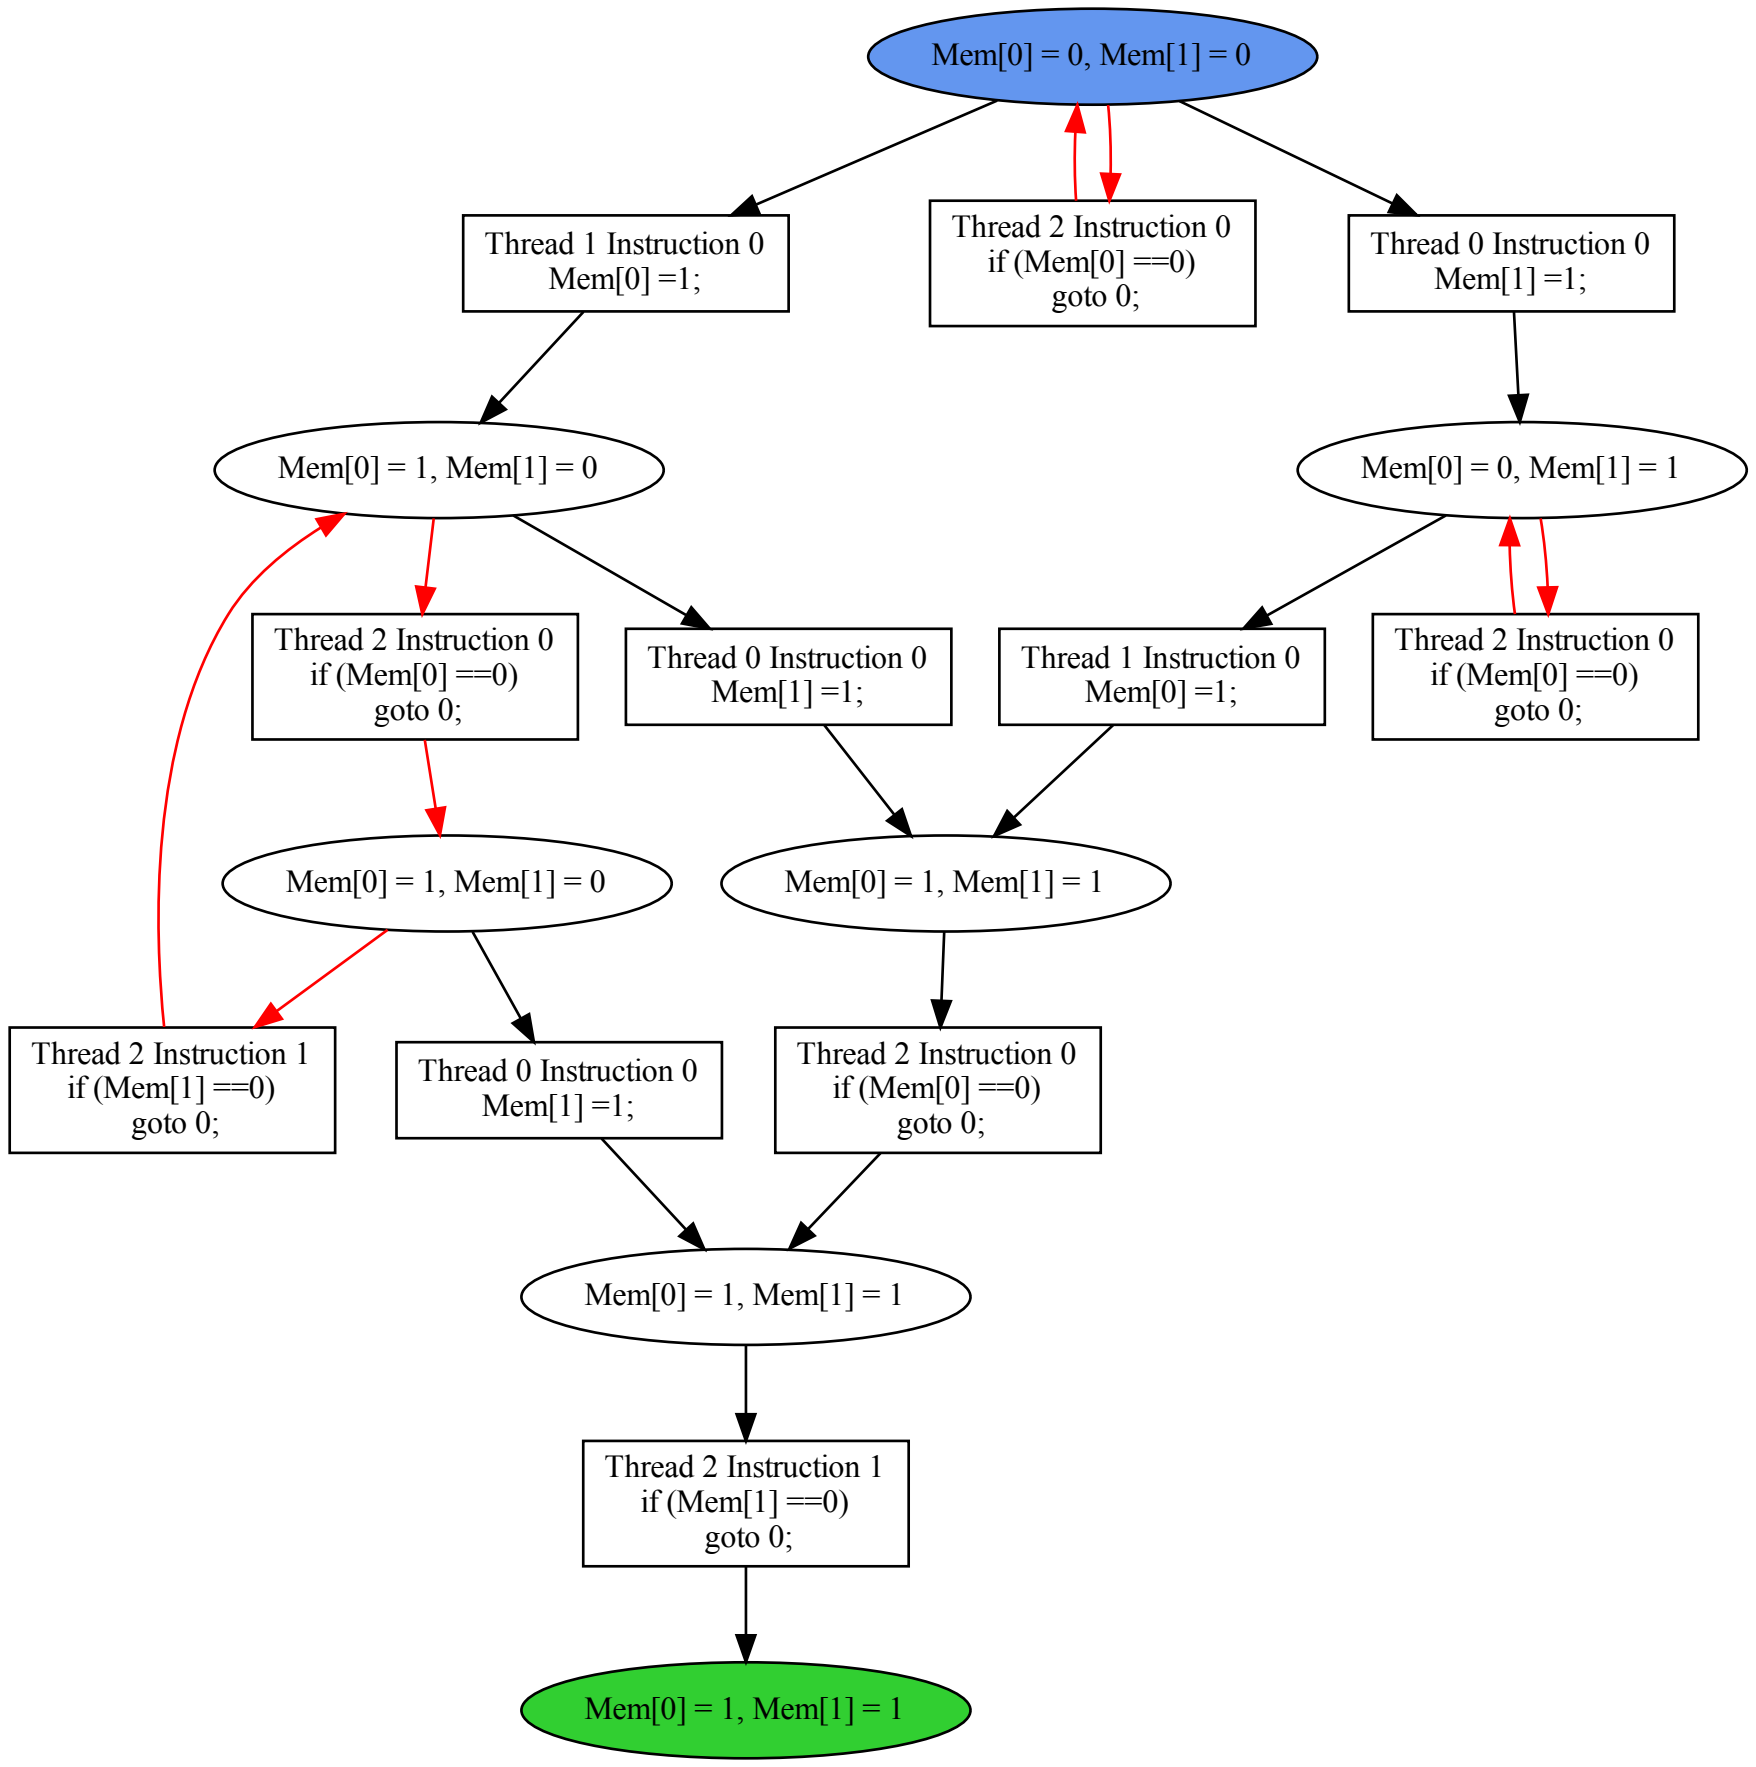 Mem[0] = 0, Mem[1] = 0
Thread 1 Instruction 0
Mem[0] =1;
Thread 2 Instruction 0
if (Mem[0] ==0)
goto 0;
Thread 0 Instruction 0
Mem[1] =1;
Mem[0] = 1, Mem[1] = 0
Mem[0] = 0, Mem[1] = 1
Thread 2 Instruction 0
if (Mem[0] ==0)
goto 0;
Thread 0 Instruction 0
Mem[1] =1;
Thread 1 Instruction 0
Mem[0] =1;
Thread 2 Instruction 0
if (Mem[0] ==0)
goto 0;
Mem[0] = 1, Mem[1] = 0
Mem[0] = 1, Mem[1] = 1
Thread 2 Instruction 1
if (Mem[1] ==0)
goto 0;
Thread 0 Instruction 0
Mem[1] =1;
Thread 2 Instruction 0
if (Mem[0] ==0)
goto 0;
Mem[0] = 1, Mem[1] = 1
Thread 2 Instruction 1
if (Mem[1] ==0)
goto 0;
Mem[0] = 1, Mem[1] = 1